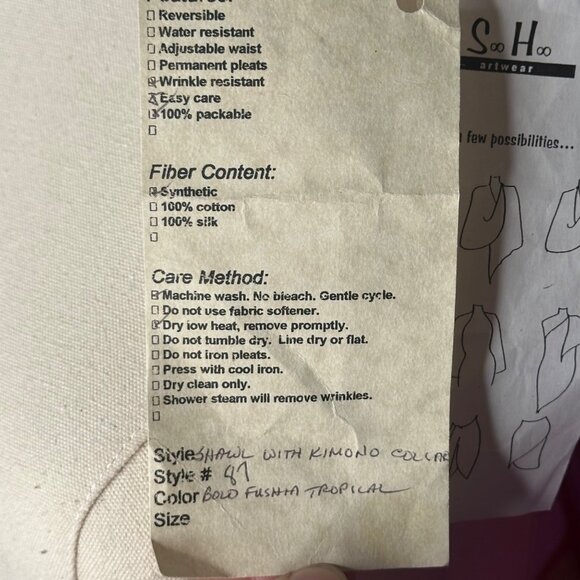 Reversible
Water resistant
Adjustable waist
Permanent pleats
Wrinkle resistant
Easy care
100% packable
Fiber Content:
Synthetic
100% cotton
100% silk
Care Method:
Machine wash. No bleach. Gentle cycle.
Do not use fabric softener.
Dry low heat, remove promptly.
Do not tumble dry. Line dry or flat.
Do not iron pleats.
Press with cool iron.
Dry clean only.
Shower steam will remove wrinkles.
Style SHAWL WITH KIMONO COLLAR
Style # 87
Color BOLD FUSHIA TROPICAL
Size
Soo Hoo
artwear
few possibilities...